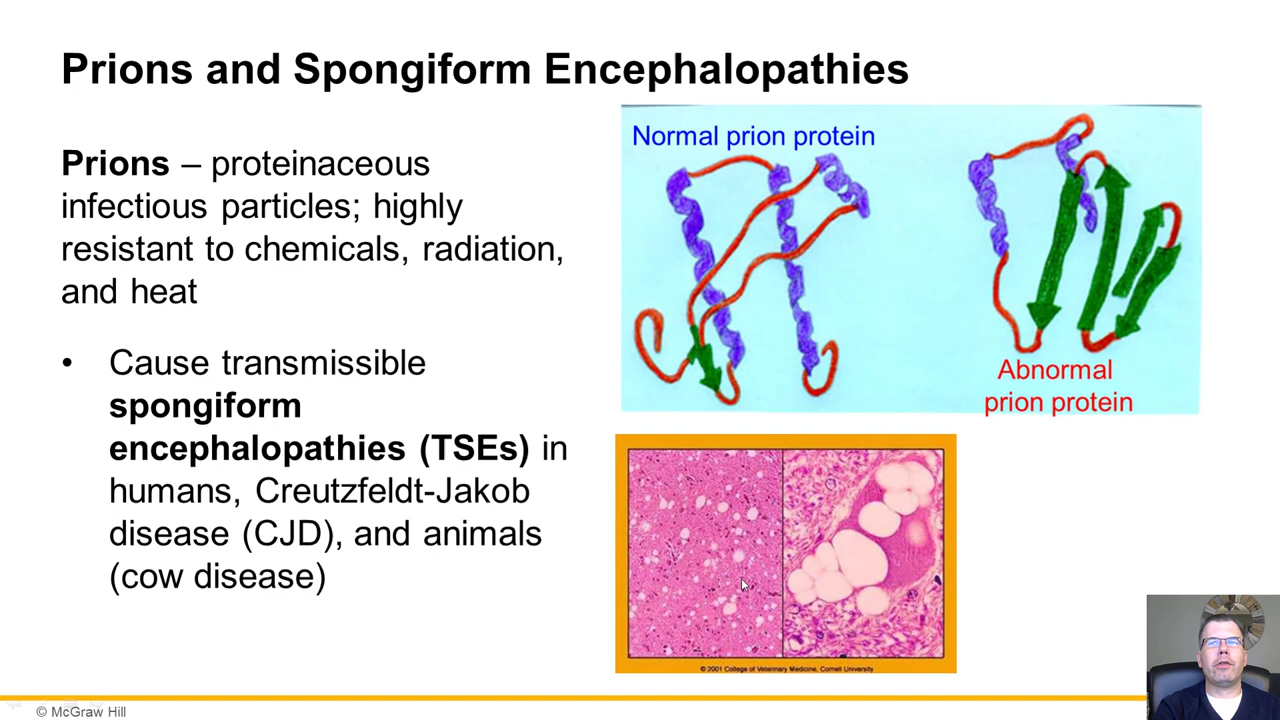 Prions and Spongiform Encephalopathies
Prions – proteinaceous
infectious particles; highly
resistant to chemicals, radiation,
and heat
• Cause transmissible
spongiform
encephalopathies (TSEs) in
humans, Creutzfeldt-Jakob
disease (CJD), and animals
(cow disease)
Normal prion protein
Abnormal
prion protein
© 2001 College of Veterinary Medicine, Cornell University
© McGraw Hill